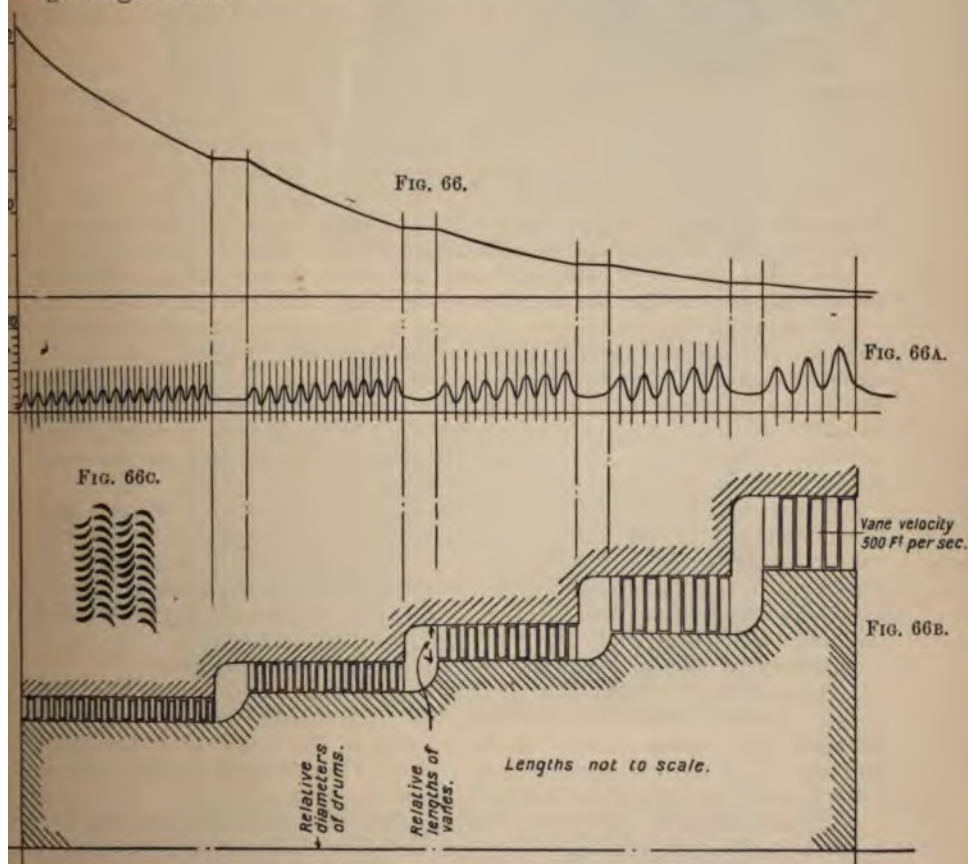 FIG. 66.
FIG. 66A.
FIG. 66C.
Vane velocity
500 Ft per sec.
FIG. 66B.
Relative
diameters
of drums.
Relative
lengths of
vanes.
Lengths not to scale.